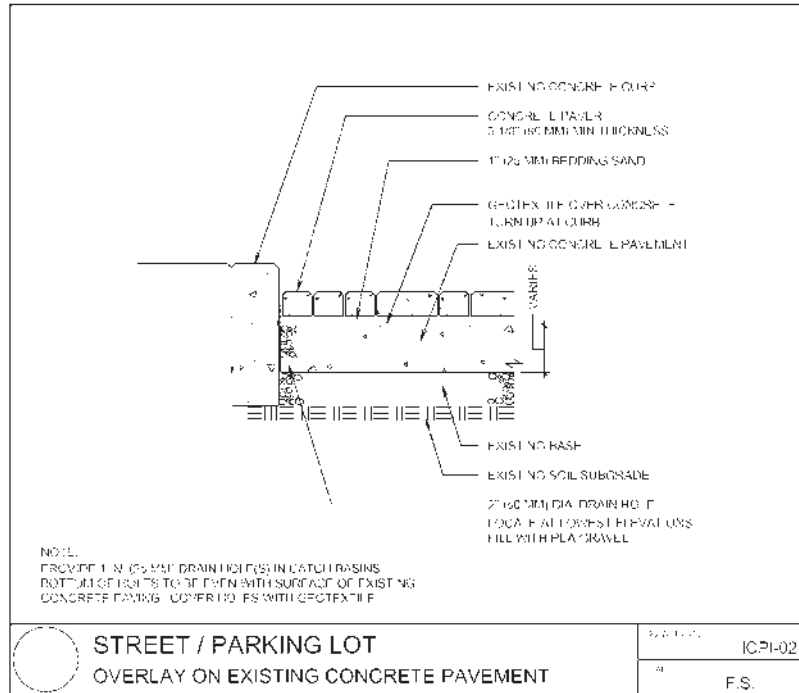 EXISTING CONCRETE CURB
CONCRETE PAVER
3 1/8" (80 MM) MIN THICKNESS
1" (25 MM) BEDDING SAND
GEOTEXTILE OVER CONCRETE
TURN UP AT CURB
EXISTING CONCRETE PAVEMENT
VARIES
EXISTING BASE
EXISTING SOIL SUBGRADE
2" (50 MM) DIA. DRAIN HOLE
LOCATE AT LOWEST ELEVATIONS
FILL WITH PEA GRAVEL
NOTE:
PROVIDE 1 IN. (25 MM) DRAIN HOLE(S) IN CATCH BASINS
BOTTOM OF HOLES TO BE EVEN WITH SURFACE OF EXISTING
CONCRETE PAVING. COVER HOLES WITH GEOTEXTILE
STREET / PARKING LOT
OVERLAY ON EXISTING CONCRETE PAVEMENT
ICPI-02
F.S.